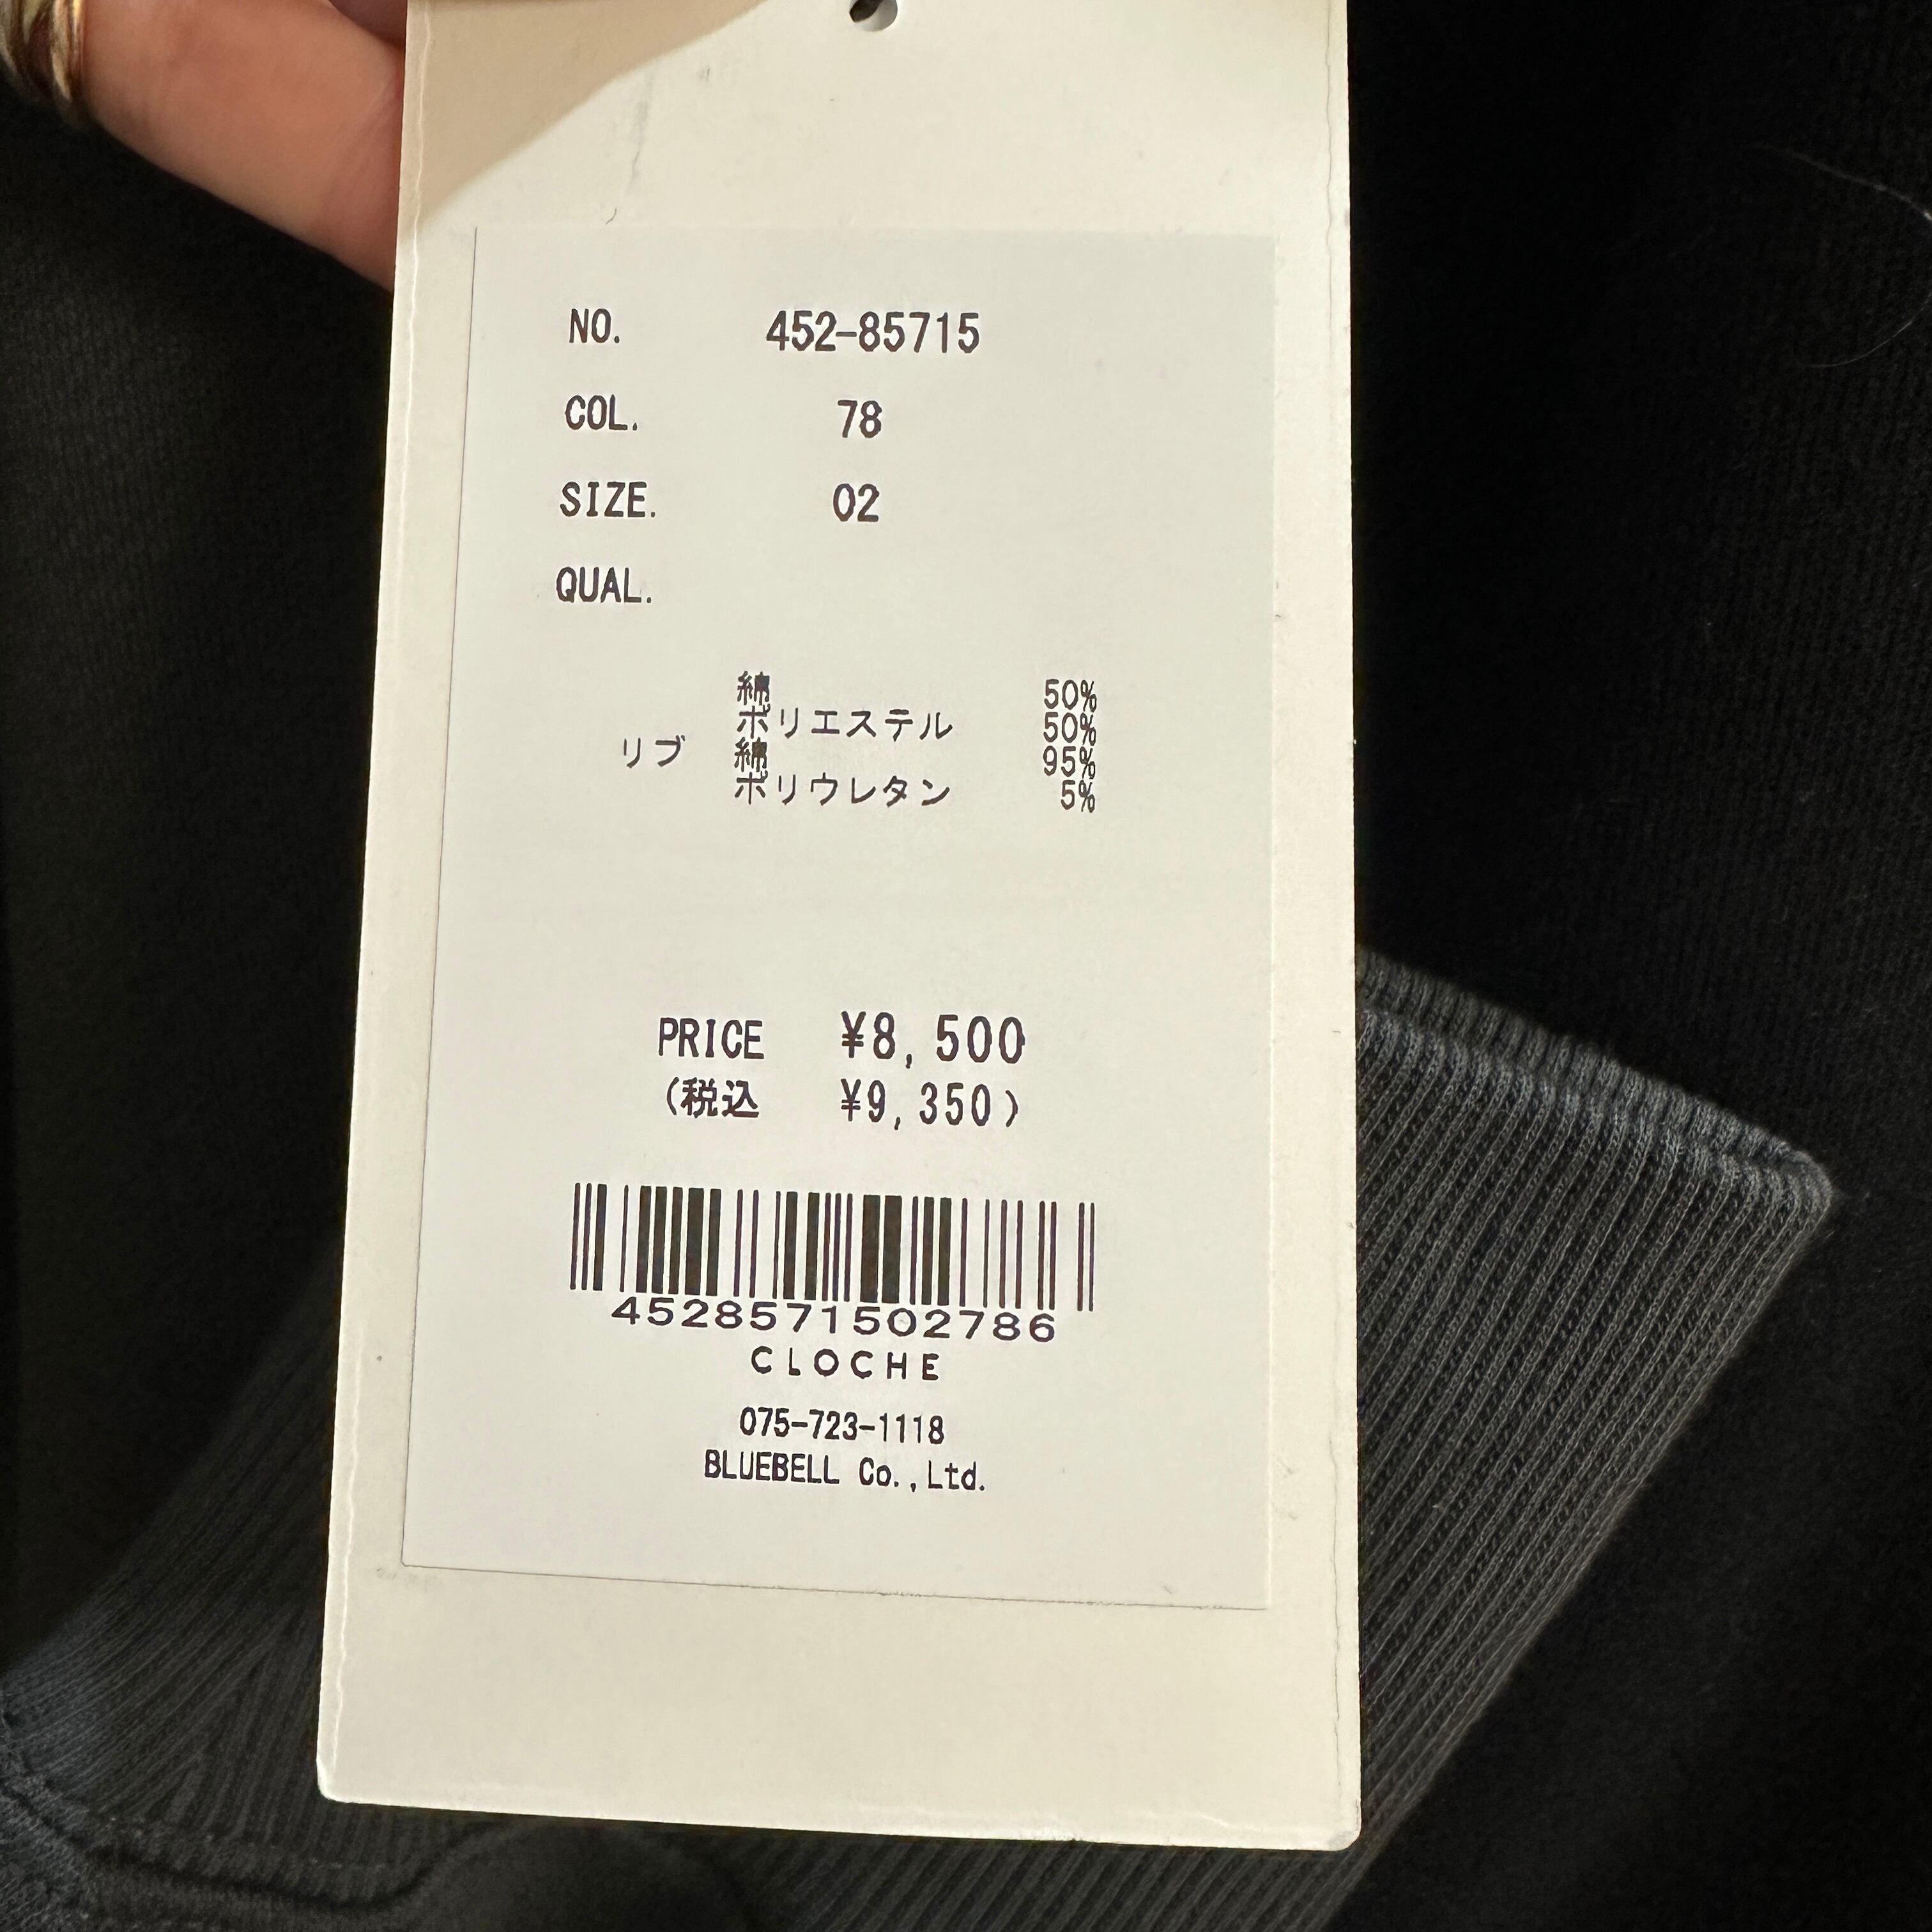 NO. 452-85715
COL. 78
SIZE. 02
QUAL.
綿 50%
ポリエステル 50%
リブ 綿 95%
ポリウレタン 5%
PRICE ¥8,500
(税込 ¥9,350)
4528571502786
CLOCHE
075-723-1118
BLUEBELL Co.,Ltd.